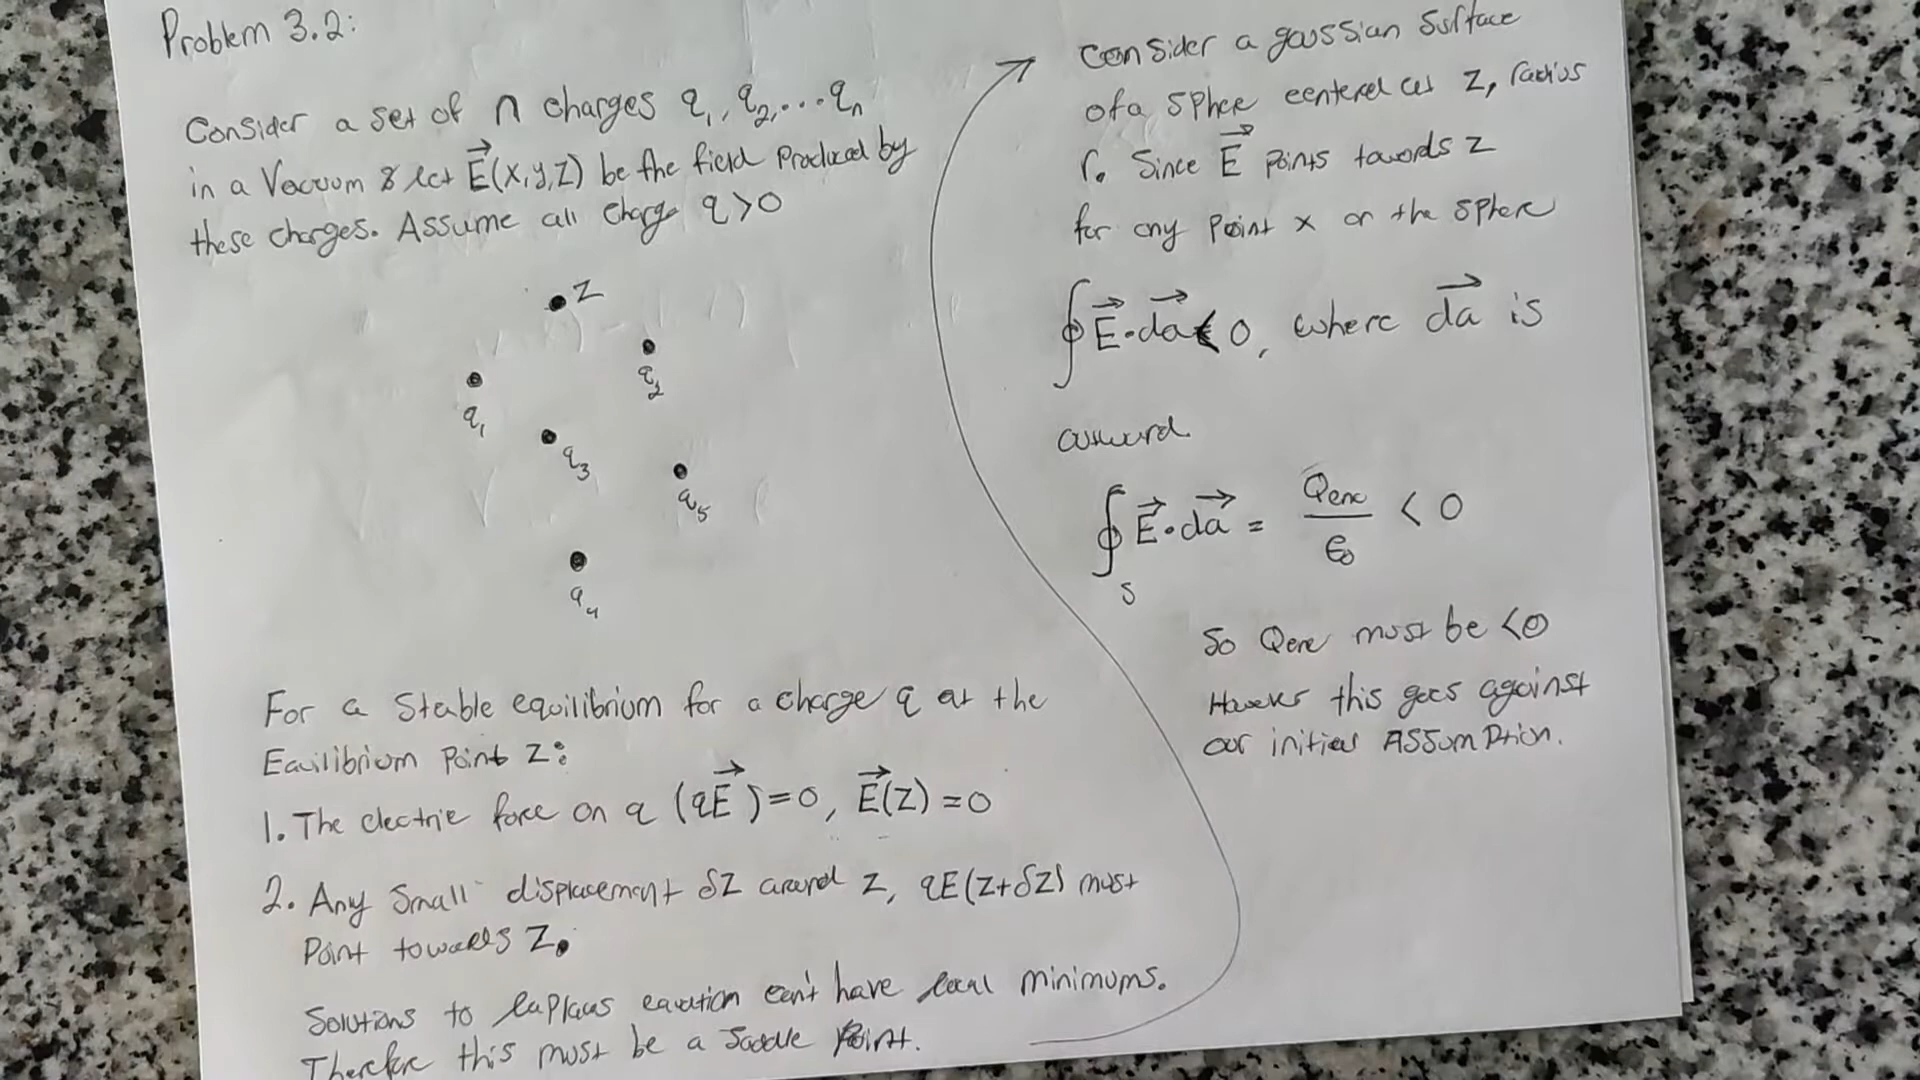 Problem 3.2:
Consider a set of n charges q₁, q₂, ... qₙ
in a Vacuum & let E⃗(x,y,z) be the field produced by
these charges. Assume all charge q>0
Z
q₂
q₁
q₃
q₅
q₄
For a Stable equilibrium for a charge q at the
Equilibrium Point Z:
1. The electric force on q (qE⃗)=0, E⃗(Z)=0
2. Any Small displacement δZ around Z, qE(Z+δZ) must
Point towards Z.
Solutions to laplaces equation can't have local minimums.
Therefore this must be a Saddle Point.
Consider a gaussian Surface
of a sphere centered at Z, radius
r. Since E⃗ points towards Z
for any Point x on the sphere
∮E⃗·da⃗ < 0, where da⃗ is
outward.
∮_S E⃗·da⃗ = Qenc/ε₀ < 0
So Qenc must be <0
However this goes against
our initial Assumption.